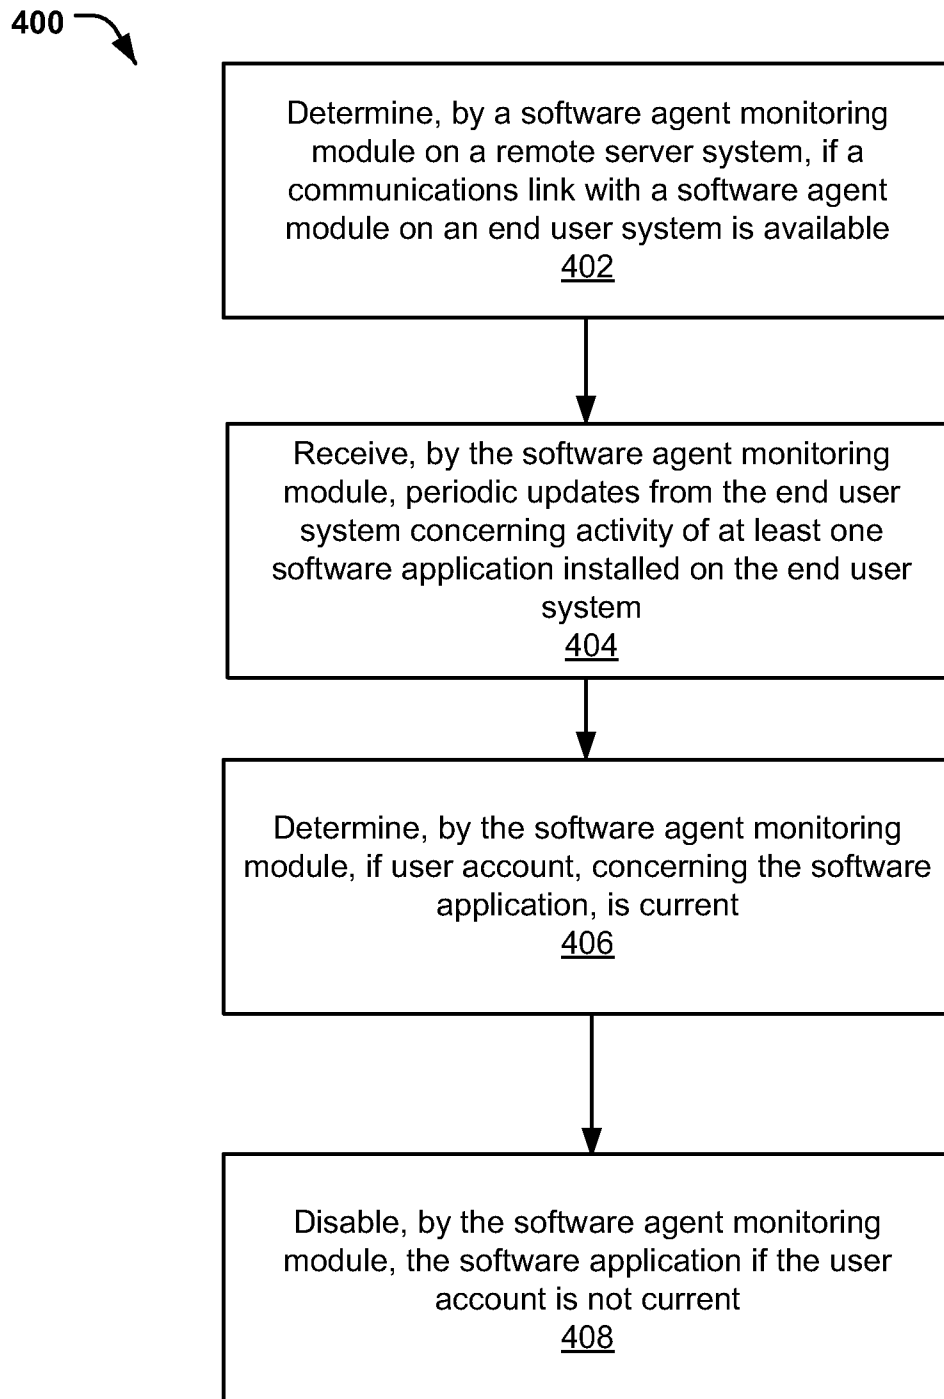 400
Determine, by a software agent monitoring
module on a remote server system, if a
communications link with a software agent
module on an end user system is available
402
Receive, by the software agent monitoring
module, periodic updates from the end user
system concerning activity of at least one
software application installed on the end user
system
404
Determine, by the software agent monitoring
module, if user account, concerning the software
application, is current
406
Disable, by the software agent monitoring
module, the software application if the user
account is not current
408